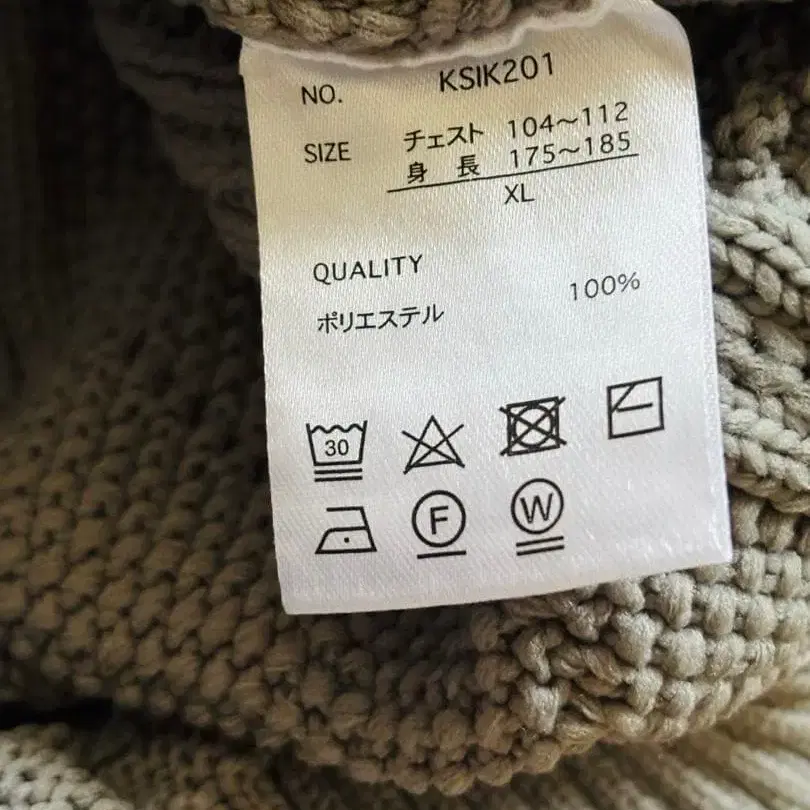 NO. KSIK201
SIZE チェスト 104～112
身 長 175～185
XL
QUALITY
ポリエステル 100%
30
F W